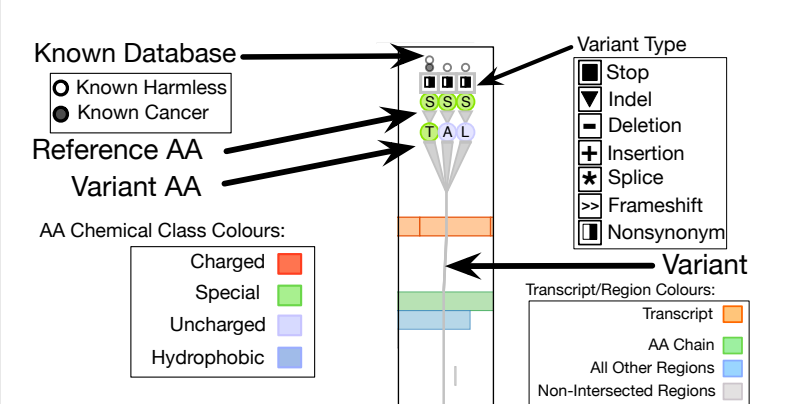 Known Database
Known Harmless
Known Cancer
Reference AA
Variant AA
AA Chemical Class Colours:
Charged
Special
Uncharged
Hydrophobic
S S S
T A L
Variant Type
Stop
Indel
Deletion
Insertion
* Splice
>> Frameshift
Nonsynonym
Variant
Transcript/Region Colours:
Transcript
AA Chain
All Other Regions
Non-Intersected Regions